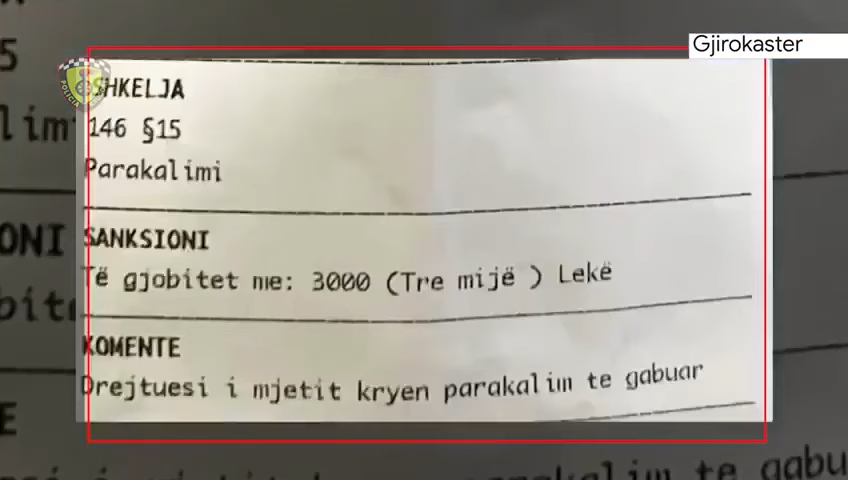 Gjirokaster
POLICIA
SHKELJA
146 §15
Parakalimi
SANKSIONI
Të gjobitet me: 3000 (Tre mijë ) Lekë
KOMENTE
Drejtuesi i mjetit kryen parakalim te gabuar